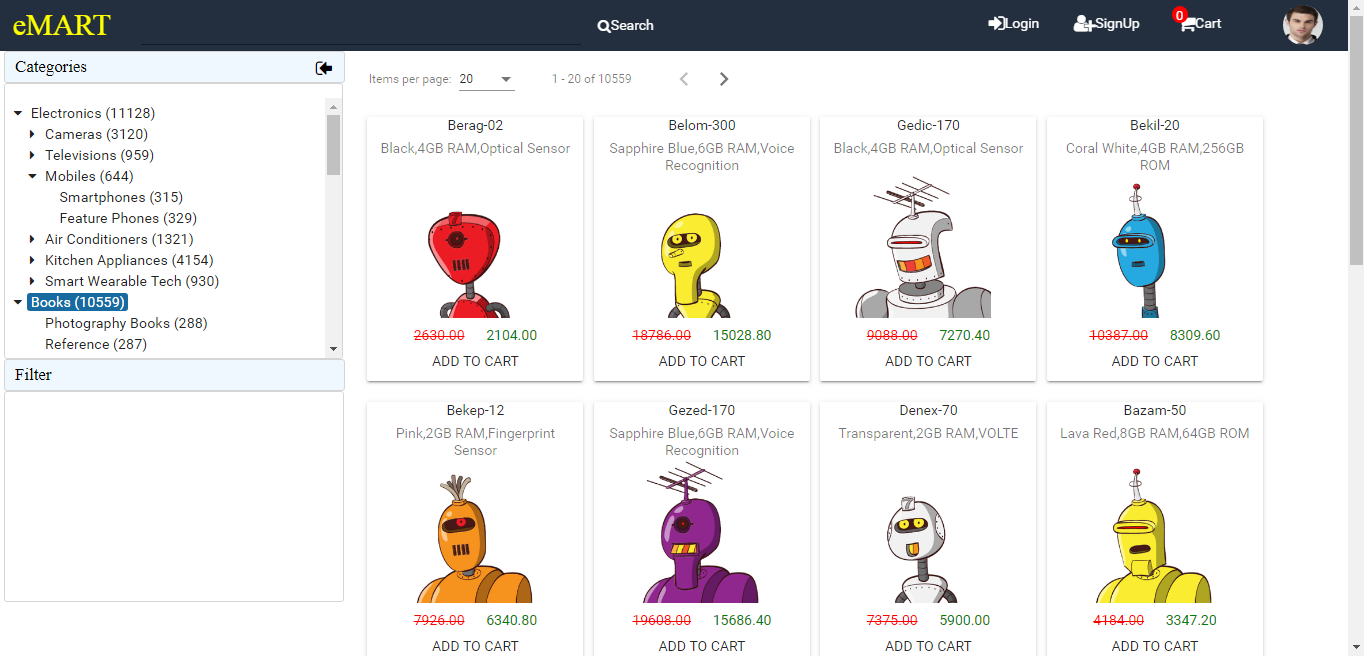 eMART
Search
Login
SignUp
0
Cart
Categories
Electronics (11128)
Cameras (3120)
Televisions (959)
Mobiles (644)
Smartphones (315)
Feature Phones (329)
Air Conditioners (1321)
Kitchen Appliances (4154)
Smart Wearable Tech (930)
Books (10559)
Photography Books (288)
Reference (287)
Filter
Items per page: 20 1 - 20 of 10559
Berag-02
Black,4GB RAM,Optical Sensor
7
2630.00 2104.00
ADD TO CART
Belom-300
Sapphire Blue,6GB RAM,Voice
Recognition
18786.00 15028.80
ADD TO CART
Gedic-170
Black,4GB RAM,Optical Sensor
9088.00 7270.40
ADD TO CART
Bekil-20
Coral White,4GB RAM,256GB
ROM
10387.00 8309.60
ADD TO CART
Bekep-12
Pink,2GB RAM,Fingerprint
Sensor
7926.00 6340.80
ADD TO CART
Gezed-170
Sapphire Blue,6GB RAM,Voice
Recognition
19608.00 15686.40
ADD TO CART
Denex-70
Transparent,2GB RAM,VOLTE
7
7375.00 5900.00
ADD TO CART
Bazam-50
Lava Red,8GB RAM,64GB ROM
4184.00 3347.20
ADD TO CART